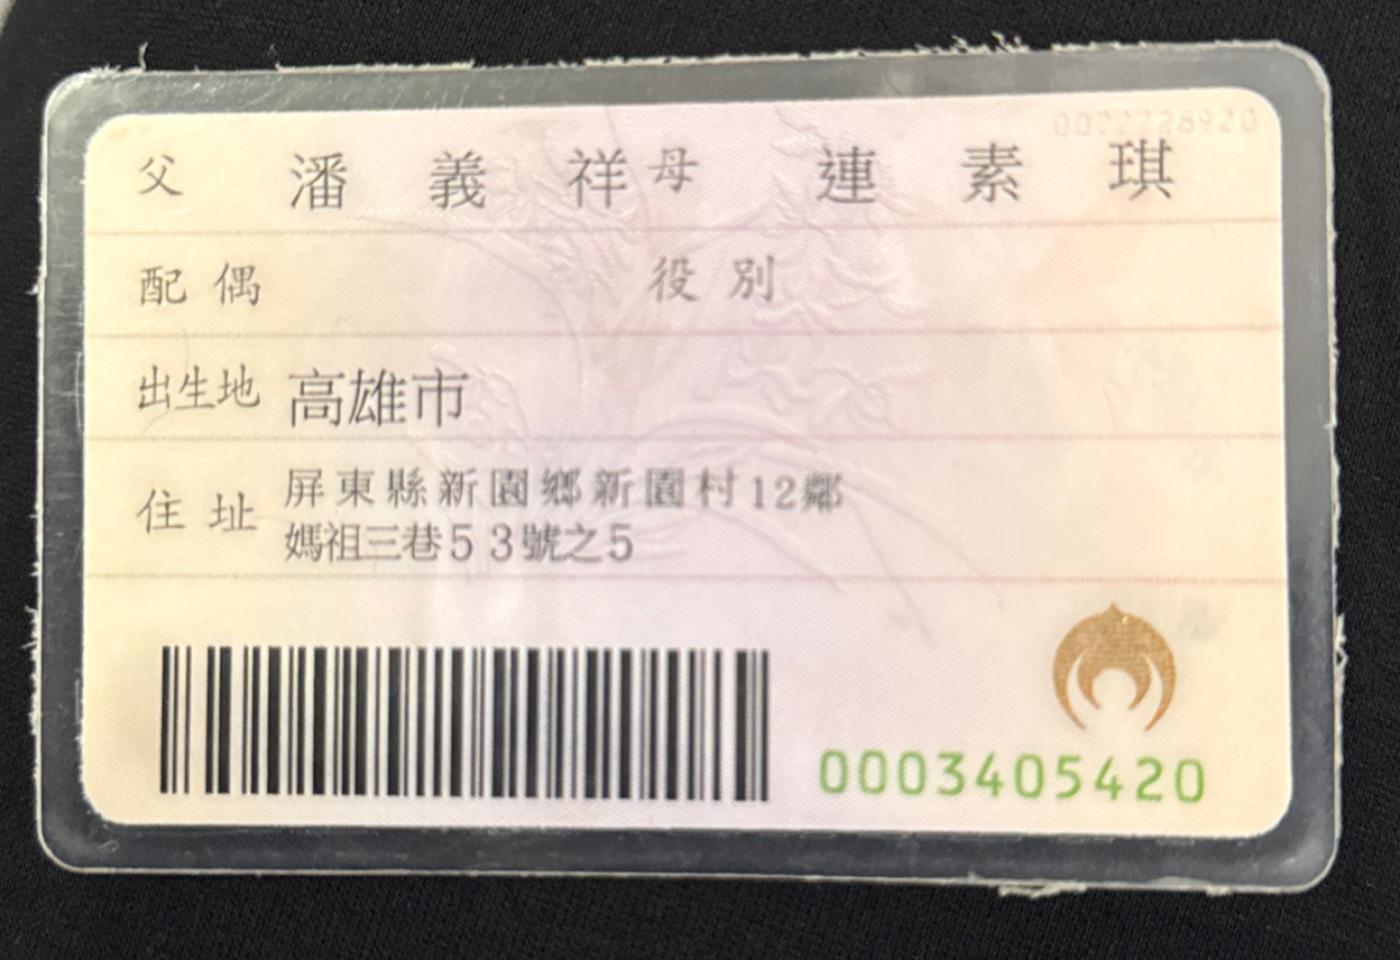 0022728920
父 潘義祥 母 連素琪
配偶 役別
出生地 高雄市
住址 屏東縣新園鄉新園村12鄰
媽祖三巷53號之5
0003405420